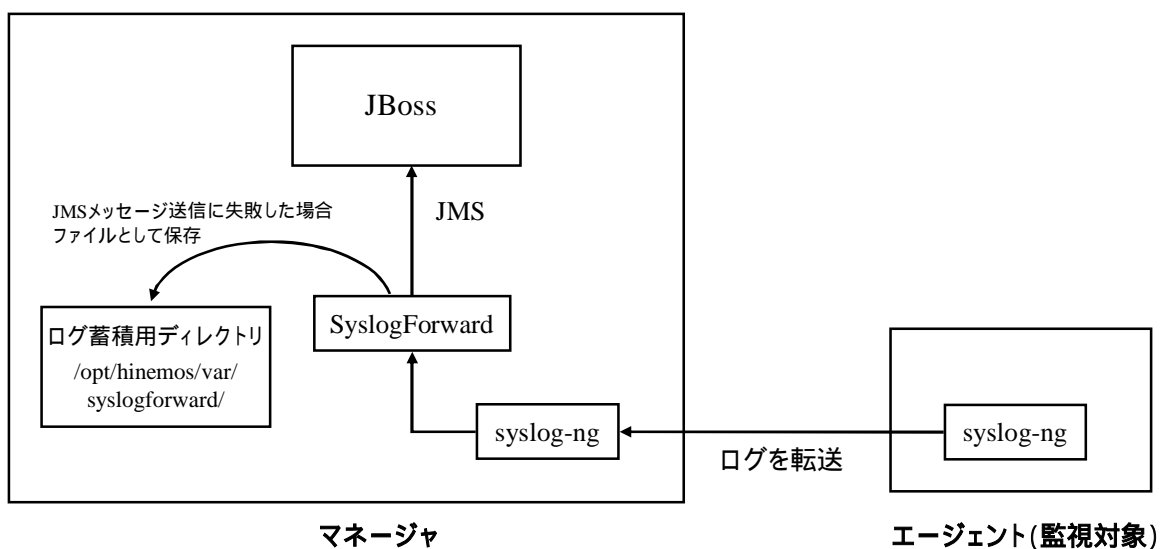 JBoss
JMSメッセージ送信に失敗した場合
ファイルとして保存
JMS
ログ蓄積用ディレクトリ
/opt/hinemos/var/
syslogforward/
SyslogForward
syslog-ng
ログを転送
syslog-ng
マネージャ
エージェント(監視対象)